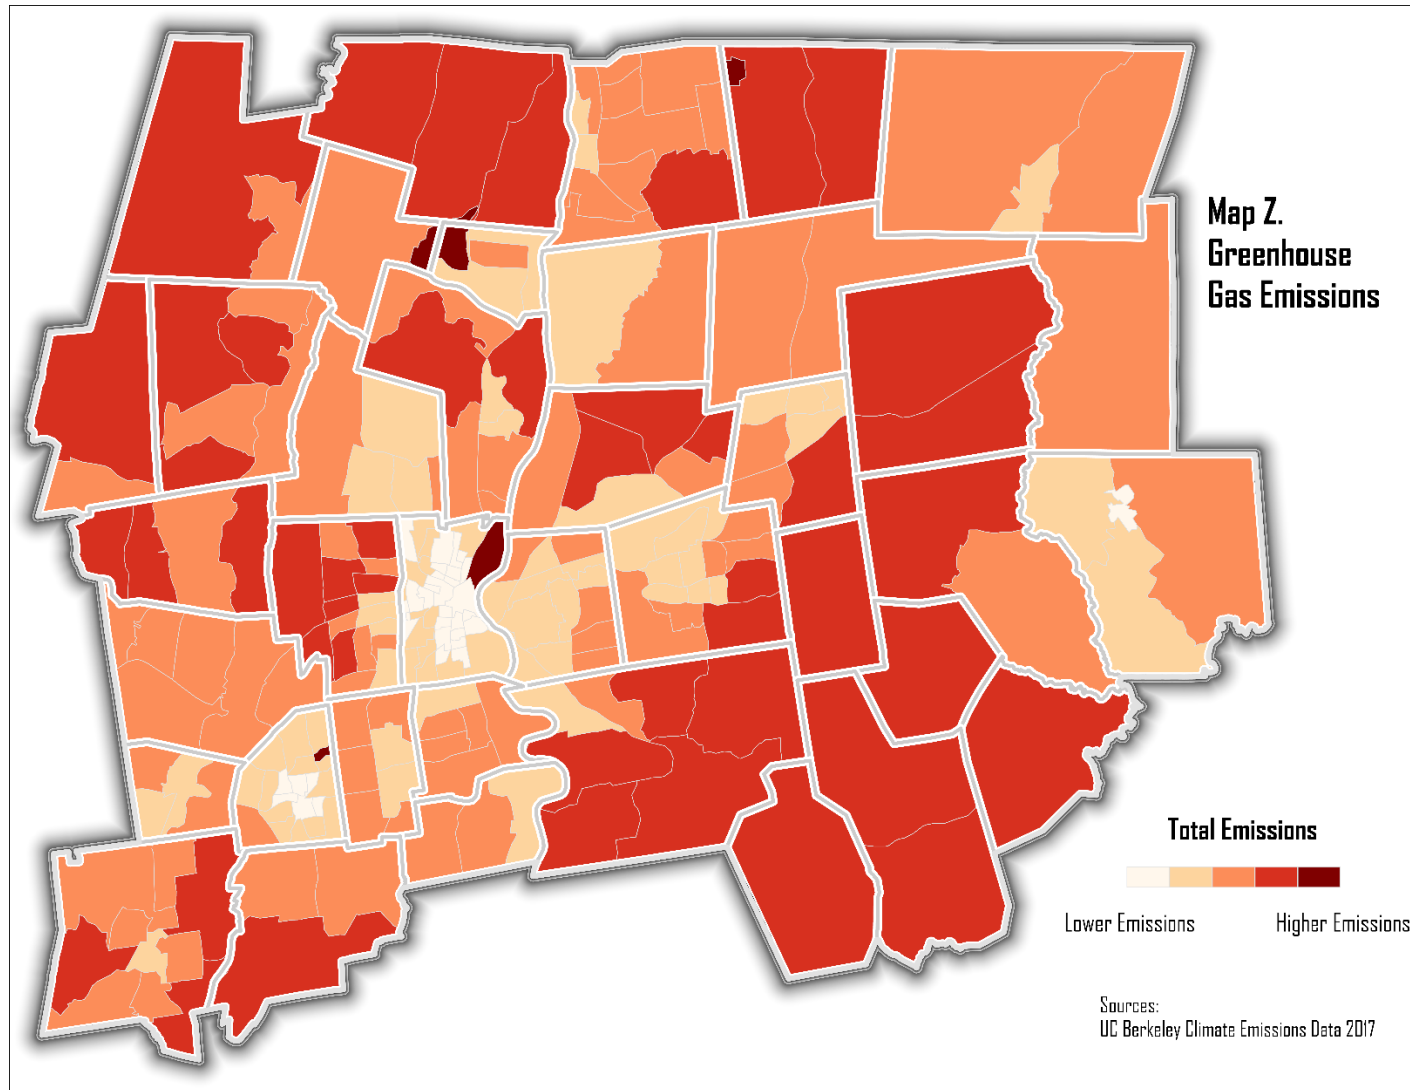 Map Z.
Greenhouse
Gas Emissions
Total Emissions
Lower Emissions
Higher Emissions
Sources:
UC Berkeley Climate Emissions Data 2017